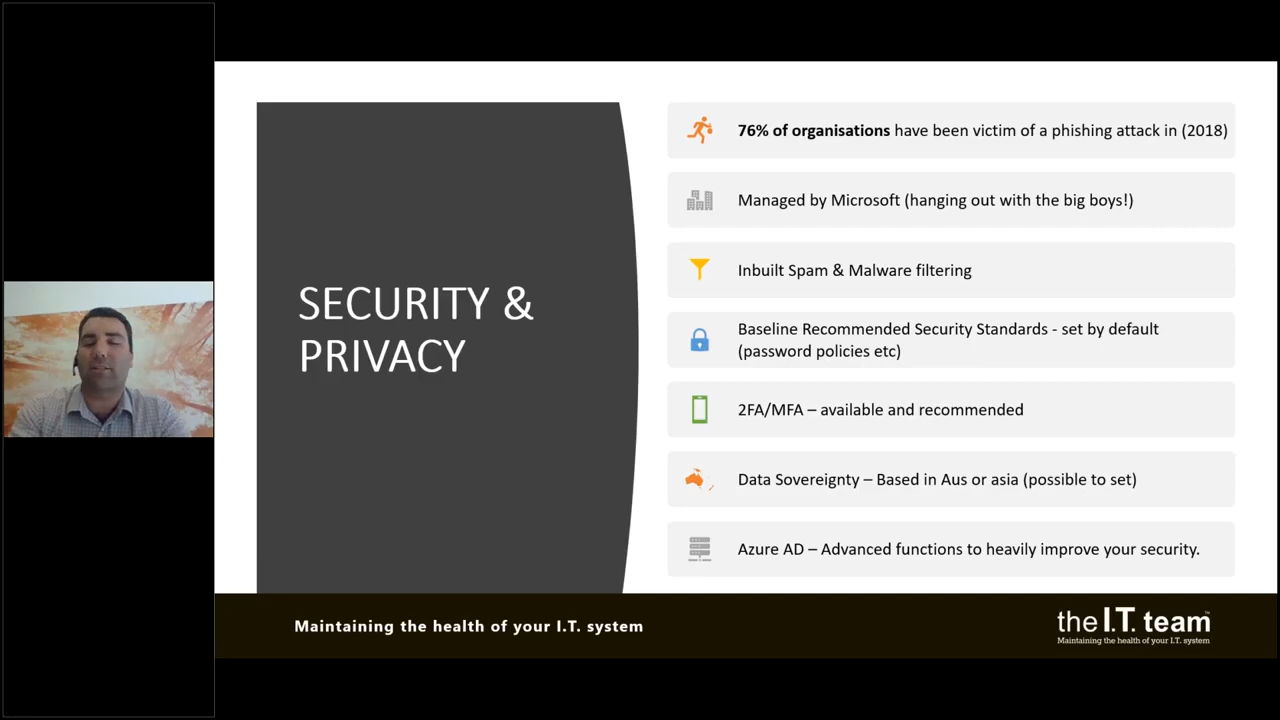 SECURITY &
PRIVACY
76% of organisations have been victim of a phishing attack in (2018)
Managed by Microsoft (hanging out with the big boys!)
Inbuilt Spam & Malware filtering
Baseline Recommended Security Standards - set by default
(password policies etc)
2FA/MFA – available and recommended
Data Sovereignty – Based in Aus or asia (possible to set)
Azure AD – Advanced functions to heavily improve your security.
Maintaining the health of your I.T. system
the I.T. team™
Maintaining the health of your I.T. system